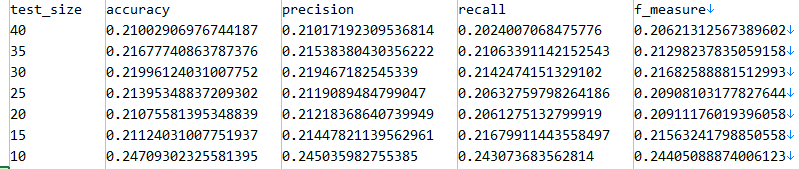 test_size accuracy precision recall f_measure↓
40 0.21002906976744187 0.21017192309536814 0.2024007068475776 0.20621312567389602↓
35 0.21677740863787376 0.21538380430356222 0.21063391142152543 0.21298237835059158↓
30 0.21996124031007752 0.219467182545339 0.2142474151329102 0.21682588881512993↓
25 0.21395348837209302 0.2119089484799047 0.20632759798264186 0.20908103177827644↓
20 0.21075581395348839 0.21218368640739949 0.2061275132799919 0.20911176019396058↓
15 0.21124031007751937 0.21447821139562961 0.21679911443558497 0.21563241798850558↓
10 0.24709302325581395 0.245035982755385 0.243073683562814 0.24405088874006123↓